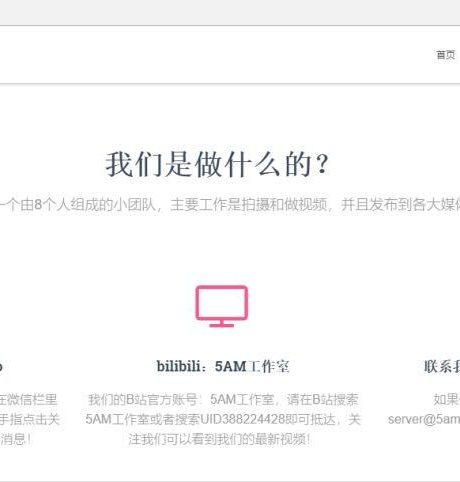 首页
我们是做什么的？
一个由8个人组成的小团队，主要工作是拍摄和做视频，并且发布到各大媒体
bilibili：5AM工作室
联系我
在微信栏里
我们的B站官方账号：5AM工作室，请在B站搜索
如果
手指点击关
5AM工作室或者搜索UID388224428即可抵达，关
server@5am
消息！
注我们可以看到我们的最新视频！